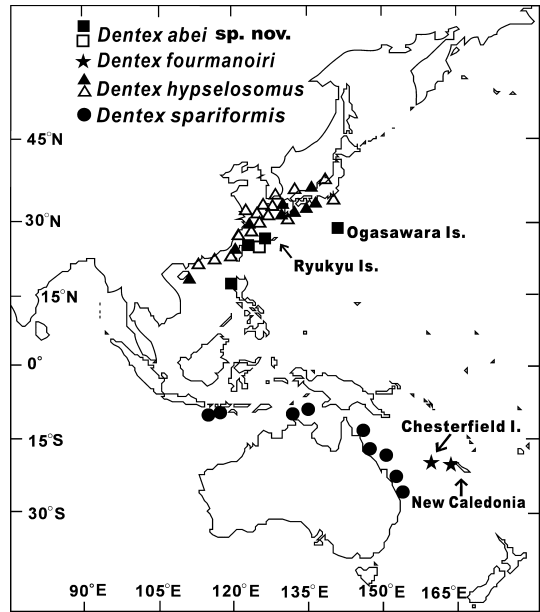 Dentex abei sp. nov.
Dentex fourmanoiri
Dentex hypselosomus
Dentex spariformis
45°N
30°N
Ogasawara Is.
Ryukyu Is.
15°N
0°
Chesterfield I.
15°S
New Caledonia
30°S
90°E 105°E 120°E 135°E 150°E 165°E